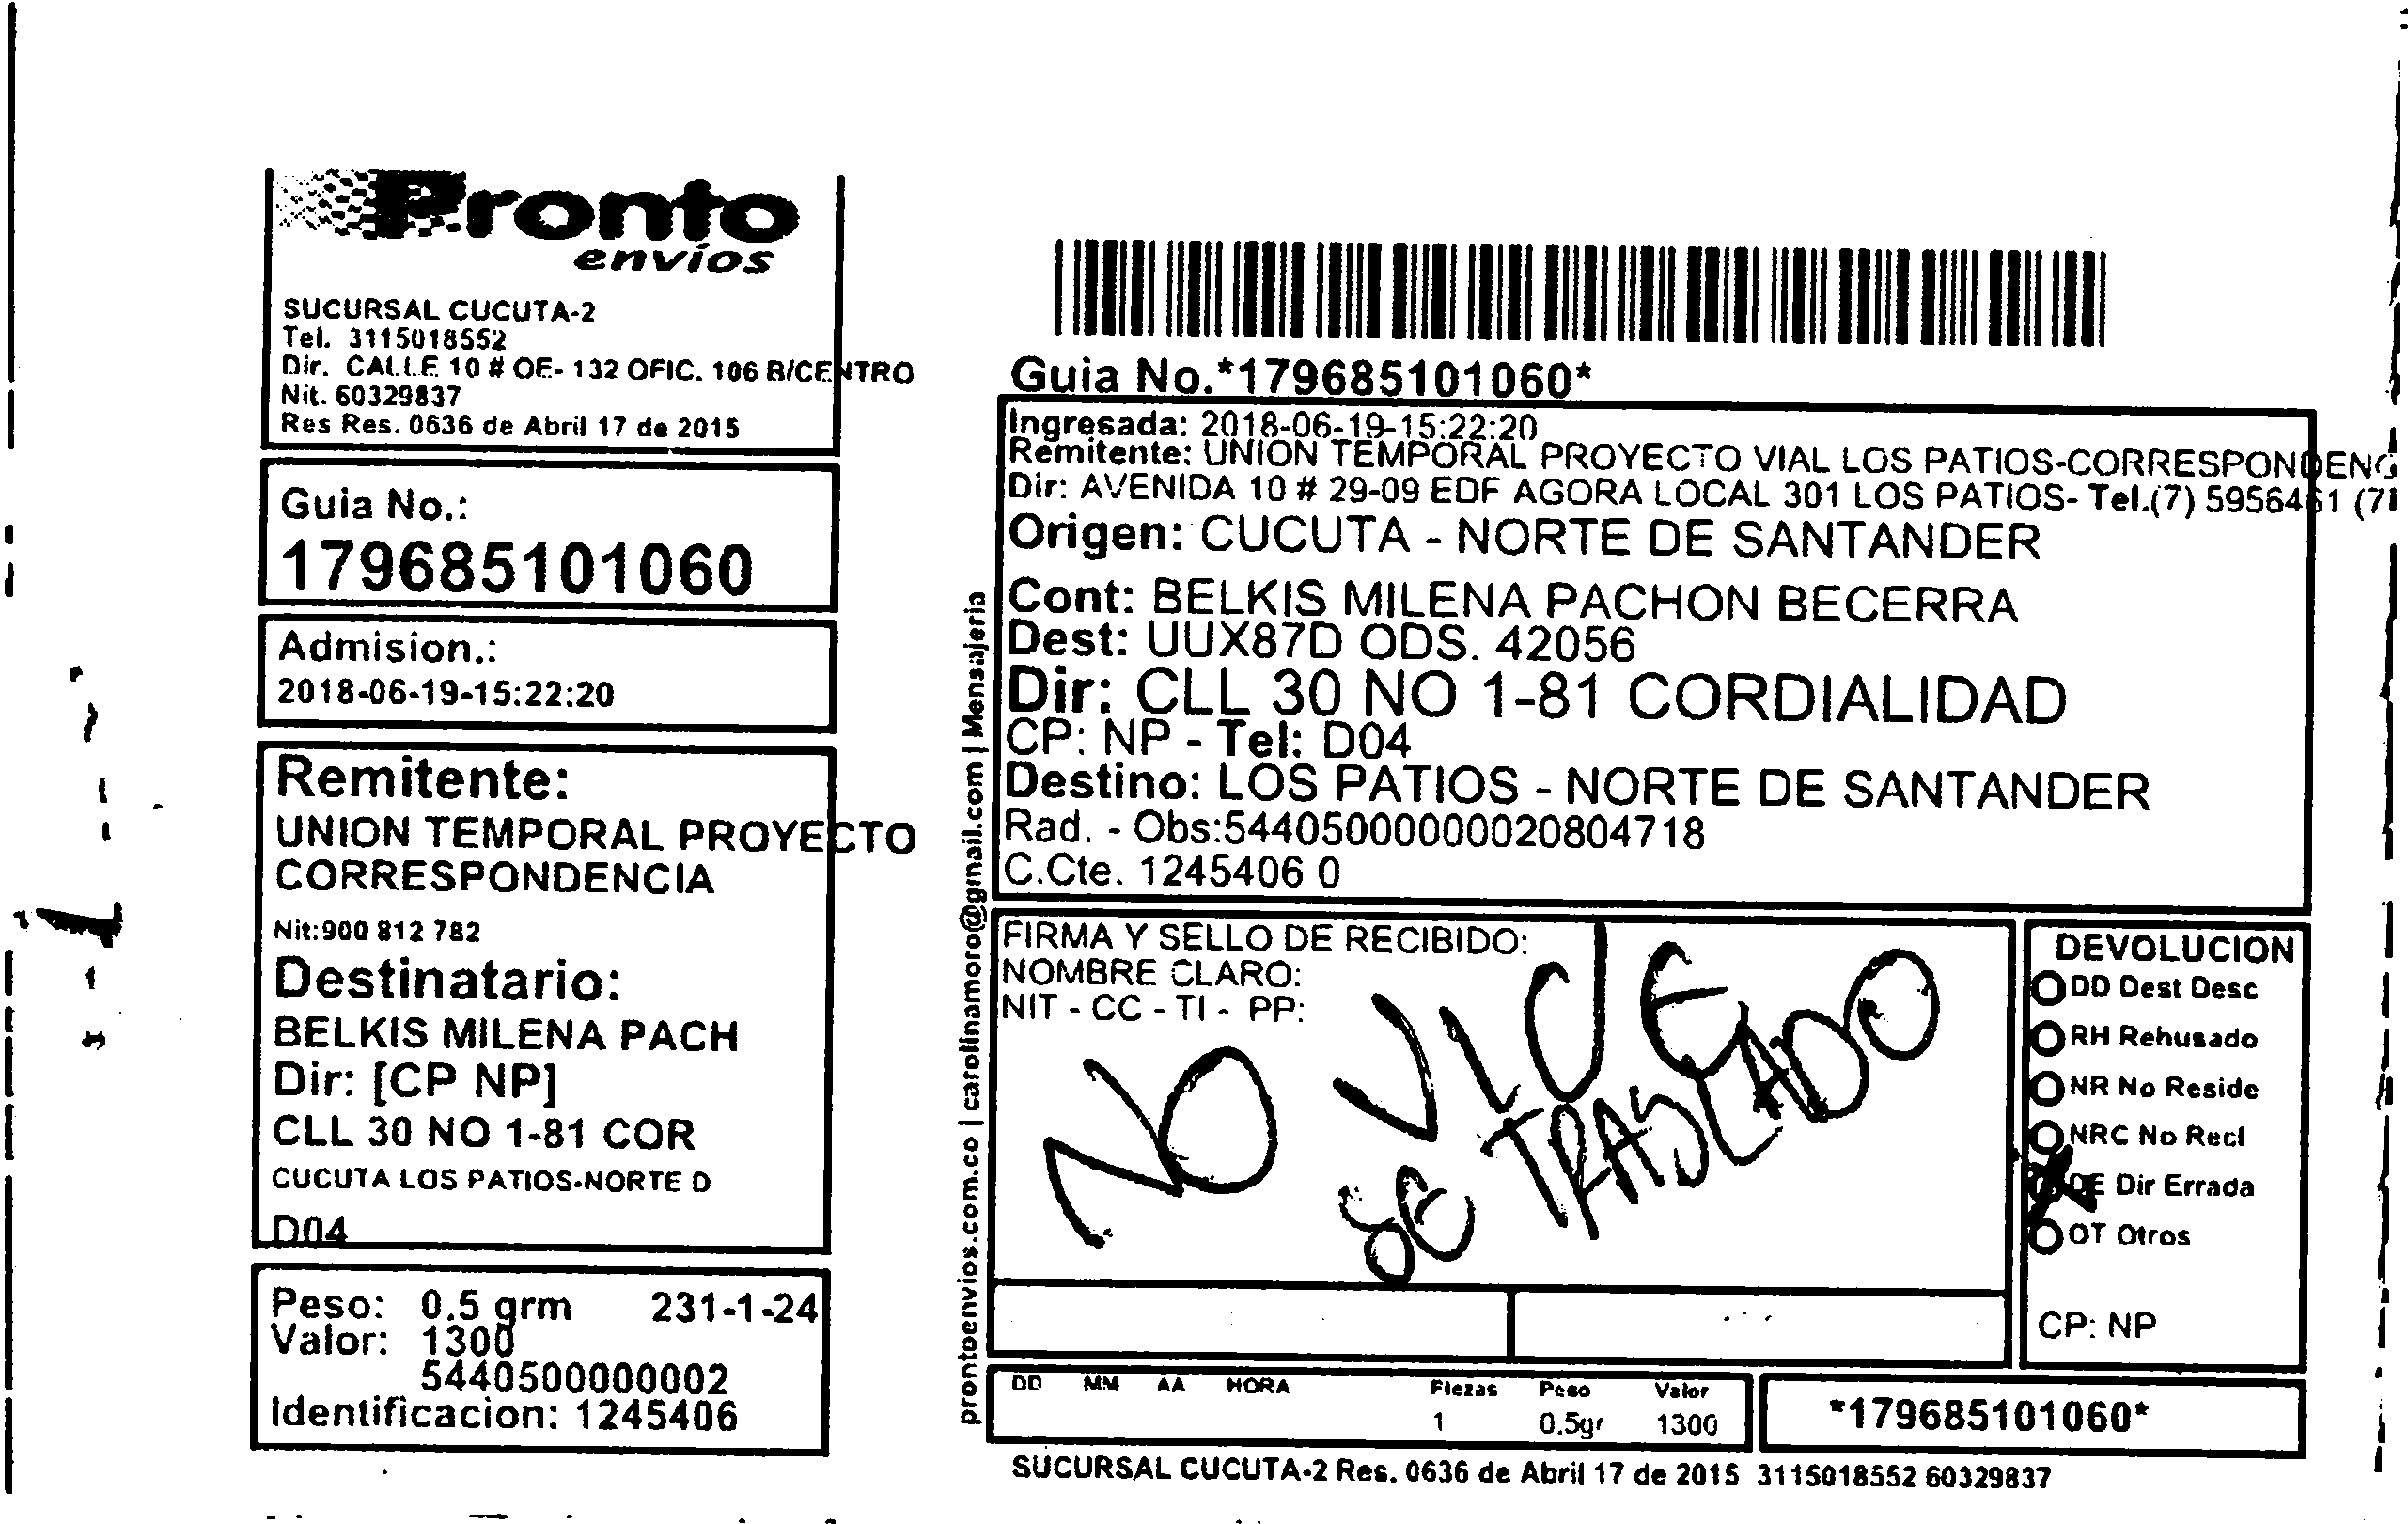 Pronto
envíos
SUCURSAL CUCUTA-2
Tel. 3115018552
Dir. CALLE 10 # OE- 132 OFIC. 106 B/CENTRO
Nit. 60329837
Res Res. 0636 de Abril 17 de 2015
Guia No.:
179685101060
Admision.:
2018-06-19-15:22:20
Remitente:
UNION TEMPORAL PROYECTO
CORRESPONDENCIA
Nit:900 812 782
Destinatario:
BELKIS MILENA PACH
Dir: [CP NP]
CLL 30 NO 1-81 COR
CUCUTA LOS PATIOS-NORTE D
D04
Peso: 0.5 grm 231-1-24
Valor: 1300
5440500000002
Identificacion: 1245406
prontoenvios.com.co | carolinamoro@gmail.com | Mensajeria
Guia No.*179685101060*
Ingresada: 2018-06-19-15:22:20
Remitente: UNION TEMPORAL PROYECTO VIAL LOS PATIOS-CORRESPONDENC
Dir: AVENIDA 10 # 29-09 EDF AGORA LOCAL 301 LOS PATIOS- Tel.(7) 5956461 (7
Origen: CUCUTA - NORTE DE SANTANDER
Cont: BELKIS MILENA PACHON BECERRA
Dest: UUX87D ODS. 42056
Dir: CLL 30 NO 1-81 CORDIALIDAD
CP: NP - Tel: D04
Destino: LOS PATIOS - NORTE DE SANTANDER
Rad. - Obs:544050000000020804718
C.Cte. 1245406 0
FIRMA Y SELLO DE RECIBIDO:
NOMBRE CLARO:
NIT - CC - TI - PP:
NO VICE
SE TRASLADO
DEVOLUCION
DD Dest Desc
RH Rehusado
NR No Reside
NRC No Recl
DE Dir Errada
OT Otros
CP: NP
DD MM AA HORA Piezas Peso Valor
1 0.5gr 1300
*179685101060*
SUCURSAL CUCUTA-2 Res. 0636 de Abril 17 de 2015 3115018552 60329837